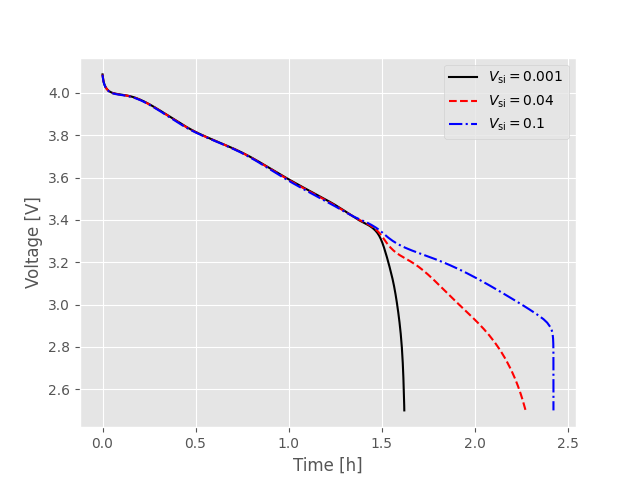 V_si = 0.001
V_si = 0.04
V_si = 0.1
Voltage [V]
4.0
3.8
3.6
3.4
3.2
3.0
2.8
2.6
0.0 0.5 1.0 1.5 2.0 2.5
Time [h]